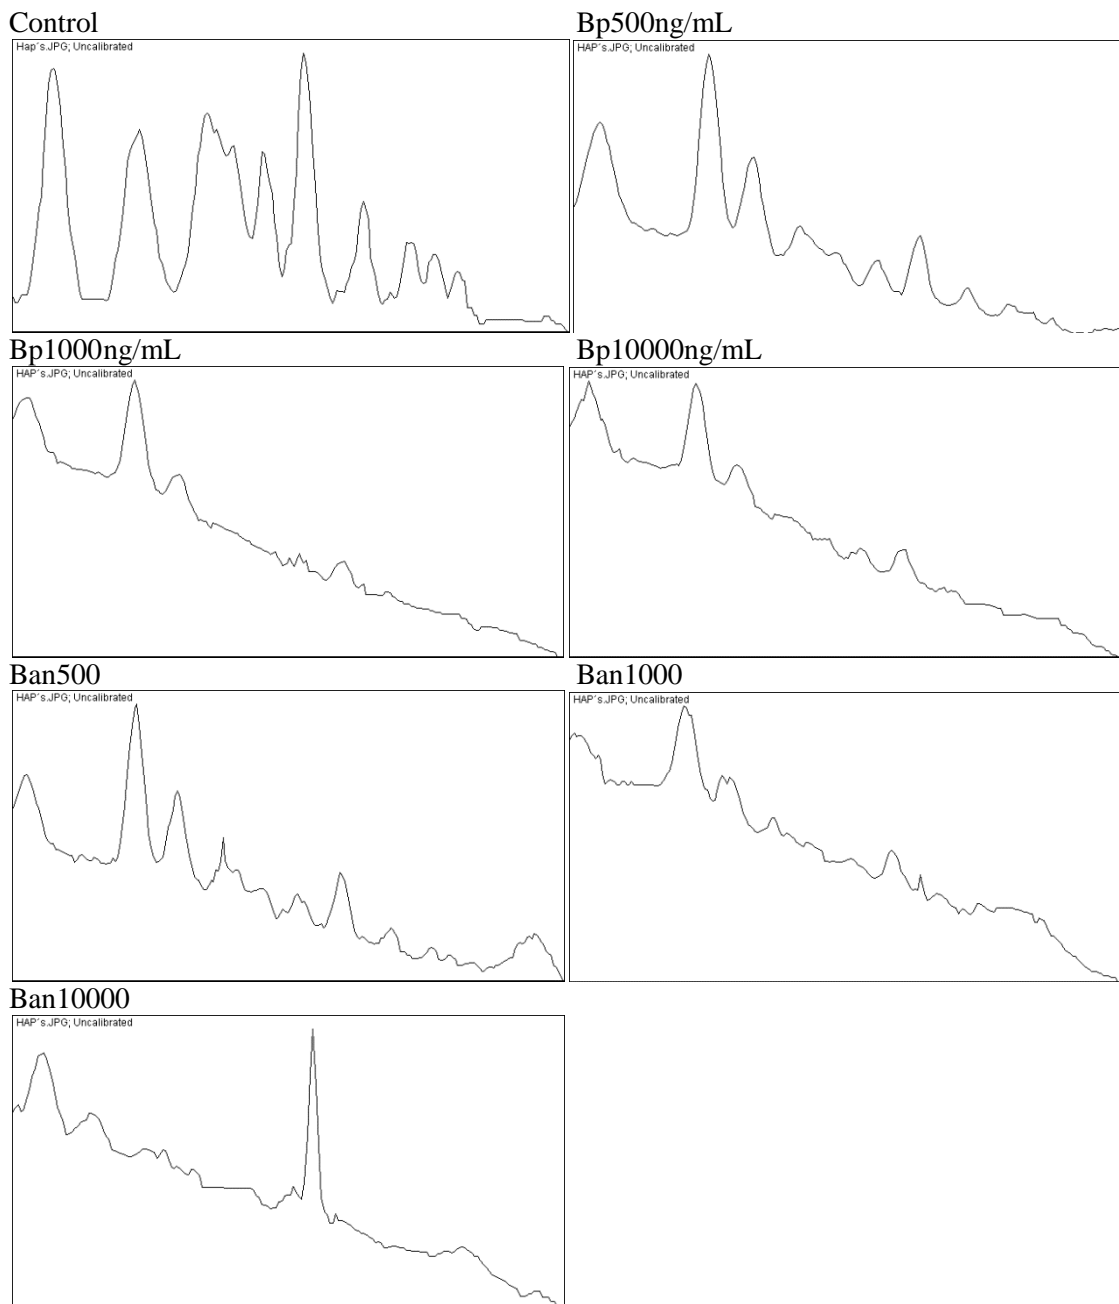 Control
Hap´s.JPG; Uncalibrated
Bp500ng/mL
HAP´s.JPG; Uncalibrated
Bp1000ng/mL
HAP´s.JPG; Uncalibrated
Bp10000ng/mL
HAP´s.JPG; Uncalibrated
Ban500
HAP´s.JPG; Uncalibrated
Ban1000
HAP´s.JPG; Uncalibrated
Ban10000
HAP´s.JPG; Uncalibrated